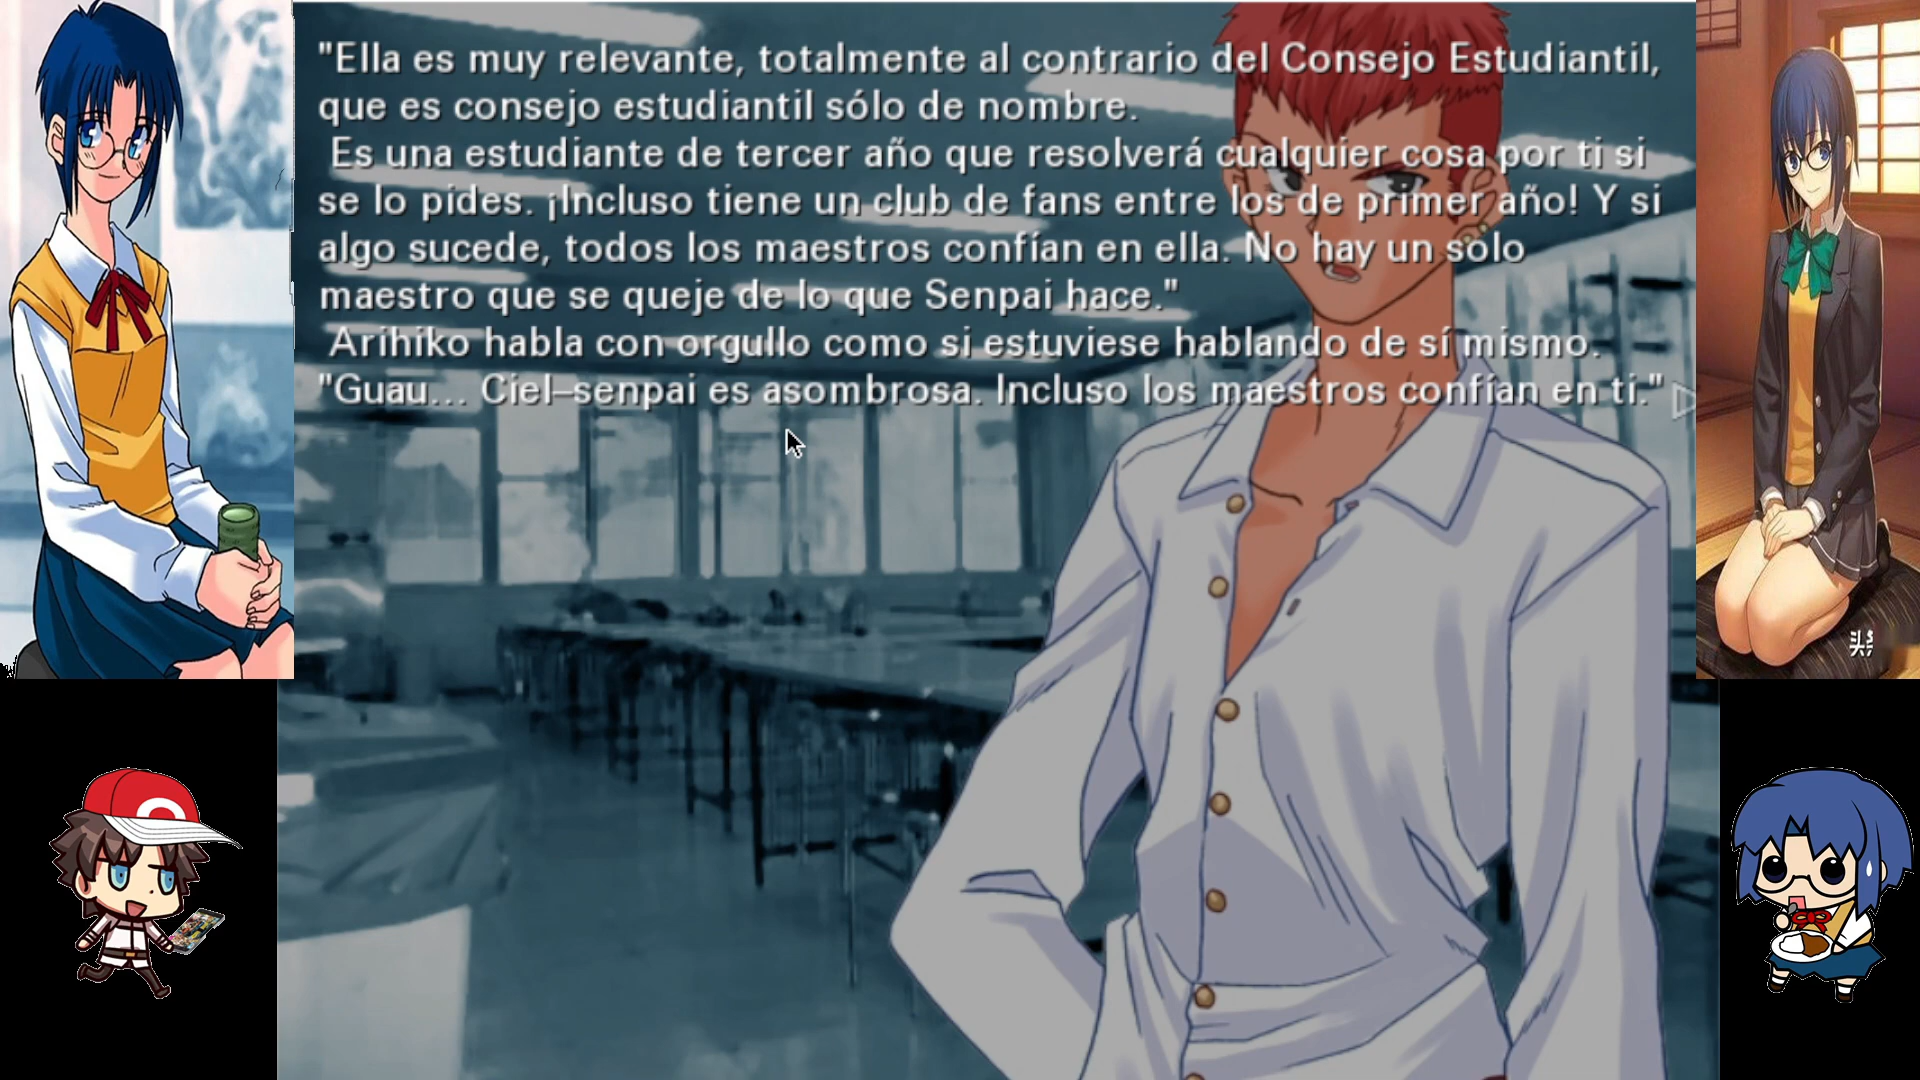 "Ella es muy relevante, totalmente al contrario del Consejo Estudiantil,
que es consejo estudiantil sólo de nombre.
Es una estudiante de tercer año que resolverá cualquier cosa por ti si
se lo pides. ¡Incluso tiene un club de fans entre los de primer año! Y si
algo sucede, todos los maestros confían en ella. No hay un solo
maestro que se queje de lo que Senpai hace."
Arihiko habla con orgullo como si estuviese hablando de sí mismo.
"Guau... Ciel–senpai es asombrosa. Incluso los maestros confían en ti."